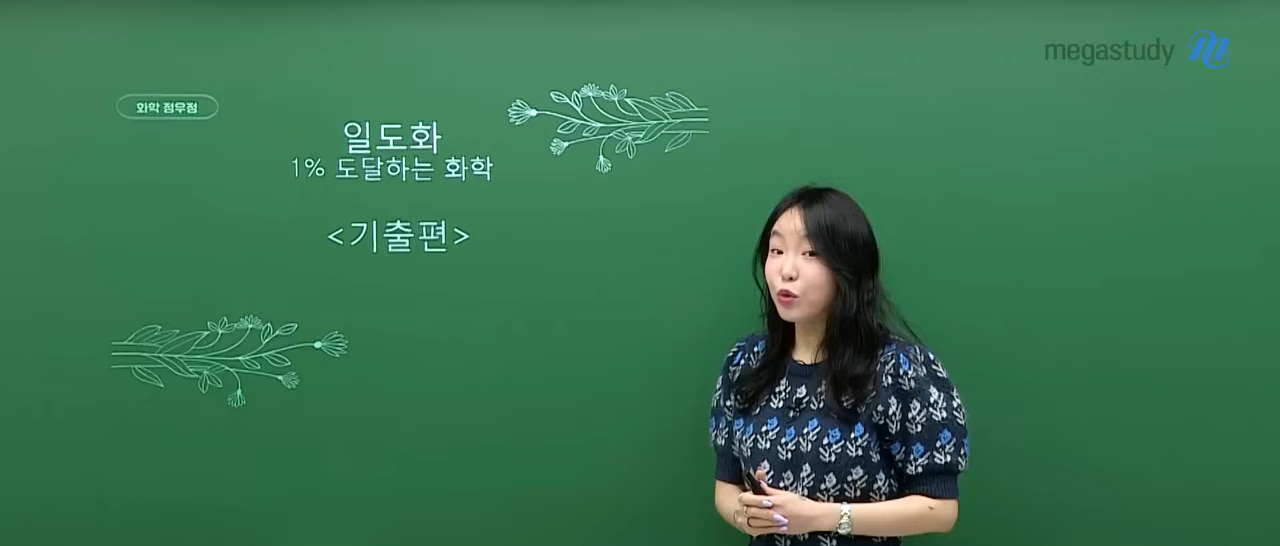 megastudy
화학 정우정
일도화
1% 도달하는 화학
<기출편>